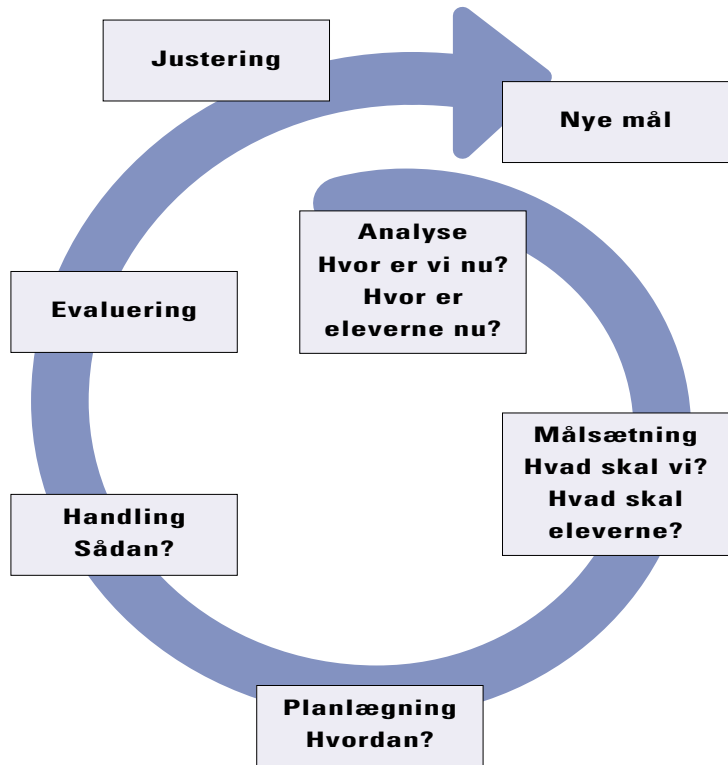 Justering
Nye mål
Analyse
Hvor er vi nu?
Hvor er
eleverne nu?
Evaluering
Målsætning
Hvad skal vi?
Hvad skal
eleverne?
Handling
Sådan?
Planlægning
Hvordan?